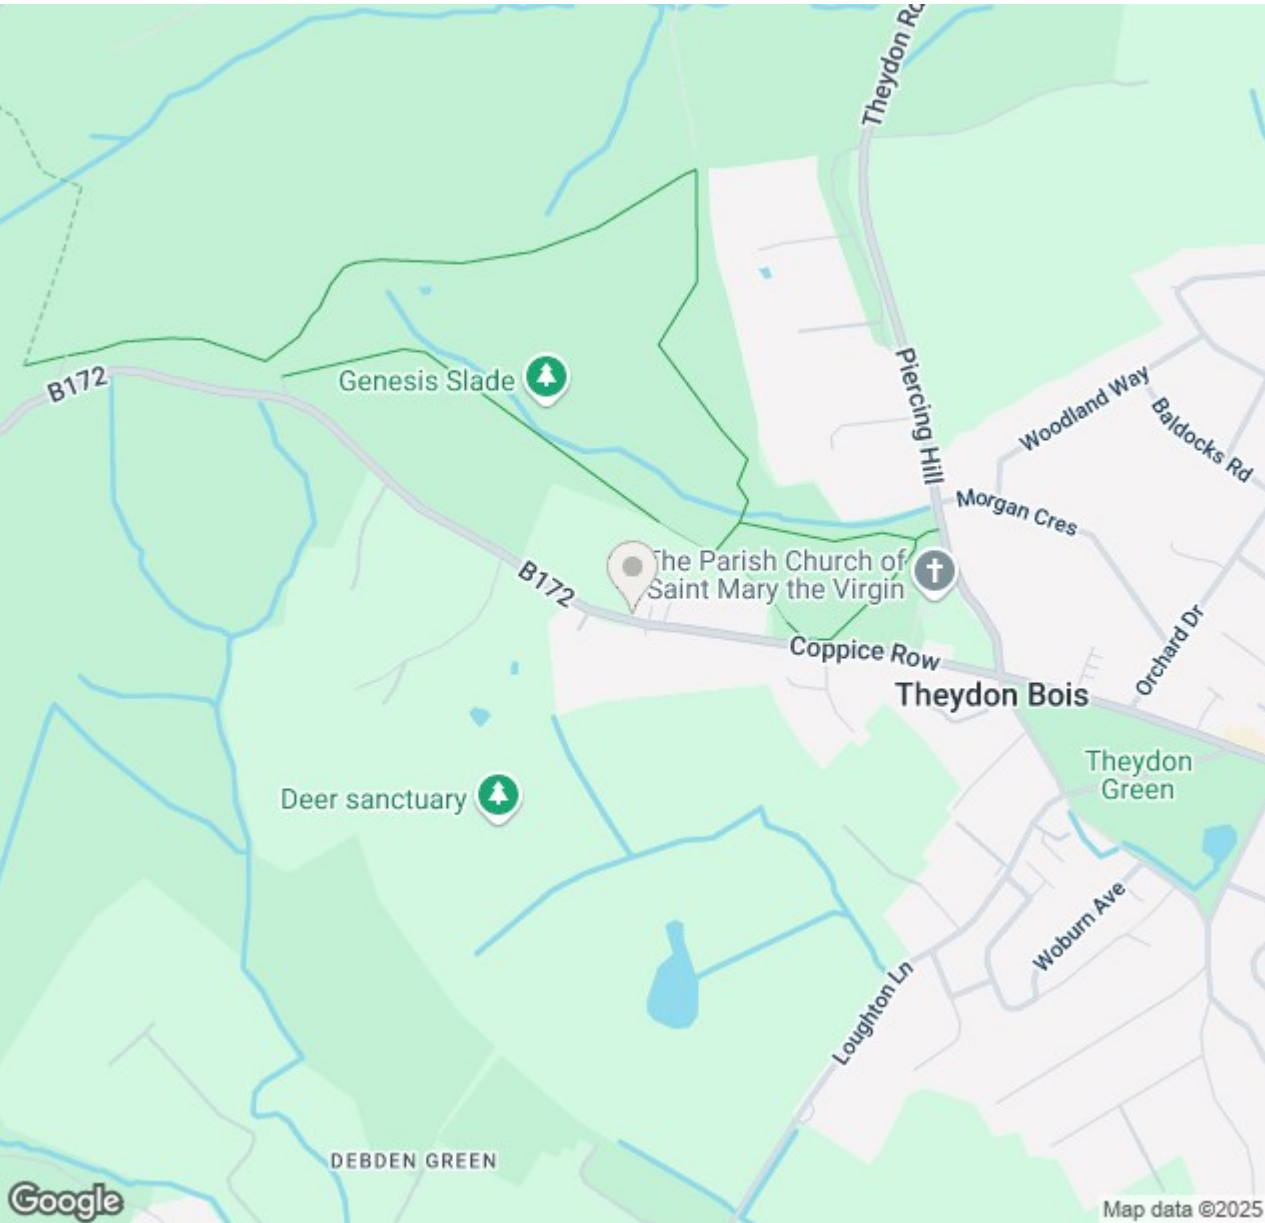 Theydon Ro
B172
Genesis Slade
Piercing Hill
Woodland Way
Baldocks Rd
Morgan Cres
B172
The Parish Church of
Saint Mary the Virgin
Coppice Row
Orchard Dr
Theydon Bois
Theydon
Green
Deer sanctuary
Woburn Ave
Loughton Ln
DEBDEN GREEN
Google
Map data ©2025